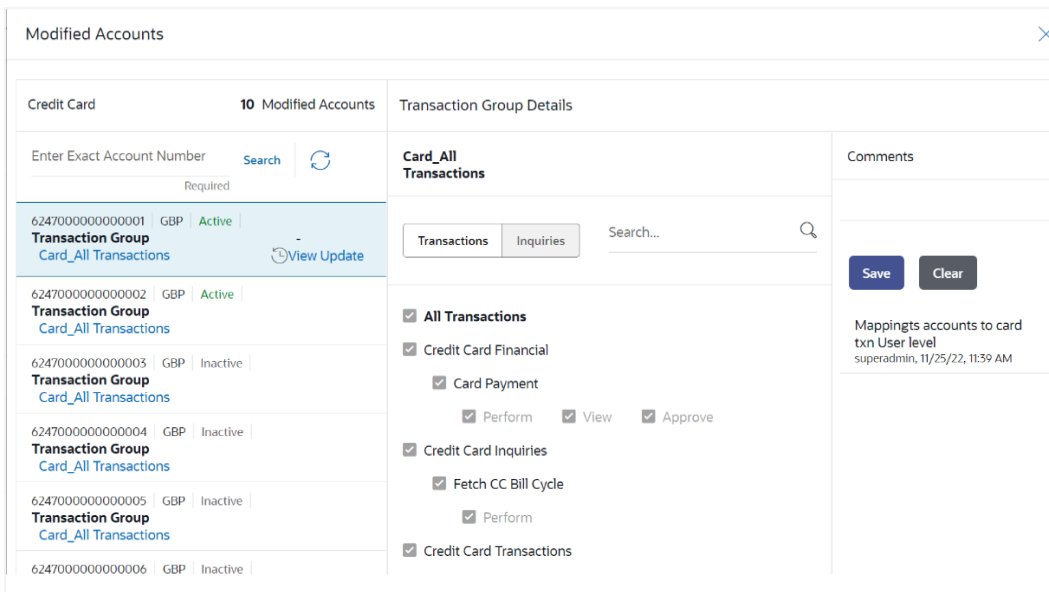 Modified Accounts
Credit Card
10 Modified Accounts
Enter Exact Account Number
Search
Required
6247000000000001 GBP Active
Transaction Group
-
Card_All Transactions
View Update
6247000000000002 GBP Active
Transaction Group
Card_All Transactions
6247000000000003 GBP Inactive
Transaction Group
Card_All Transactions
6247000000000004 GBP Inactive
Transaction Group
Card_All Transactions
6247000000000005 GBP Inactive
Transaction Group
Card_All Transactions
6247000000000006 GBP Inactive
Transaction Group Details
Card_All
Transactions
Transactions
Inquiries
Search...
All Transactions
Credit Card Financial
Card Payment
Perform View Approve
Credit Card Inquiries
Fetch CC Bill Cycle
Perform
Credit Card Transactions
Comments
Save
Clear
Mappingts accounts to card
txn User level
superadmin, 11/25/22, 11:39 AM